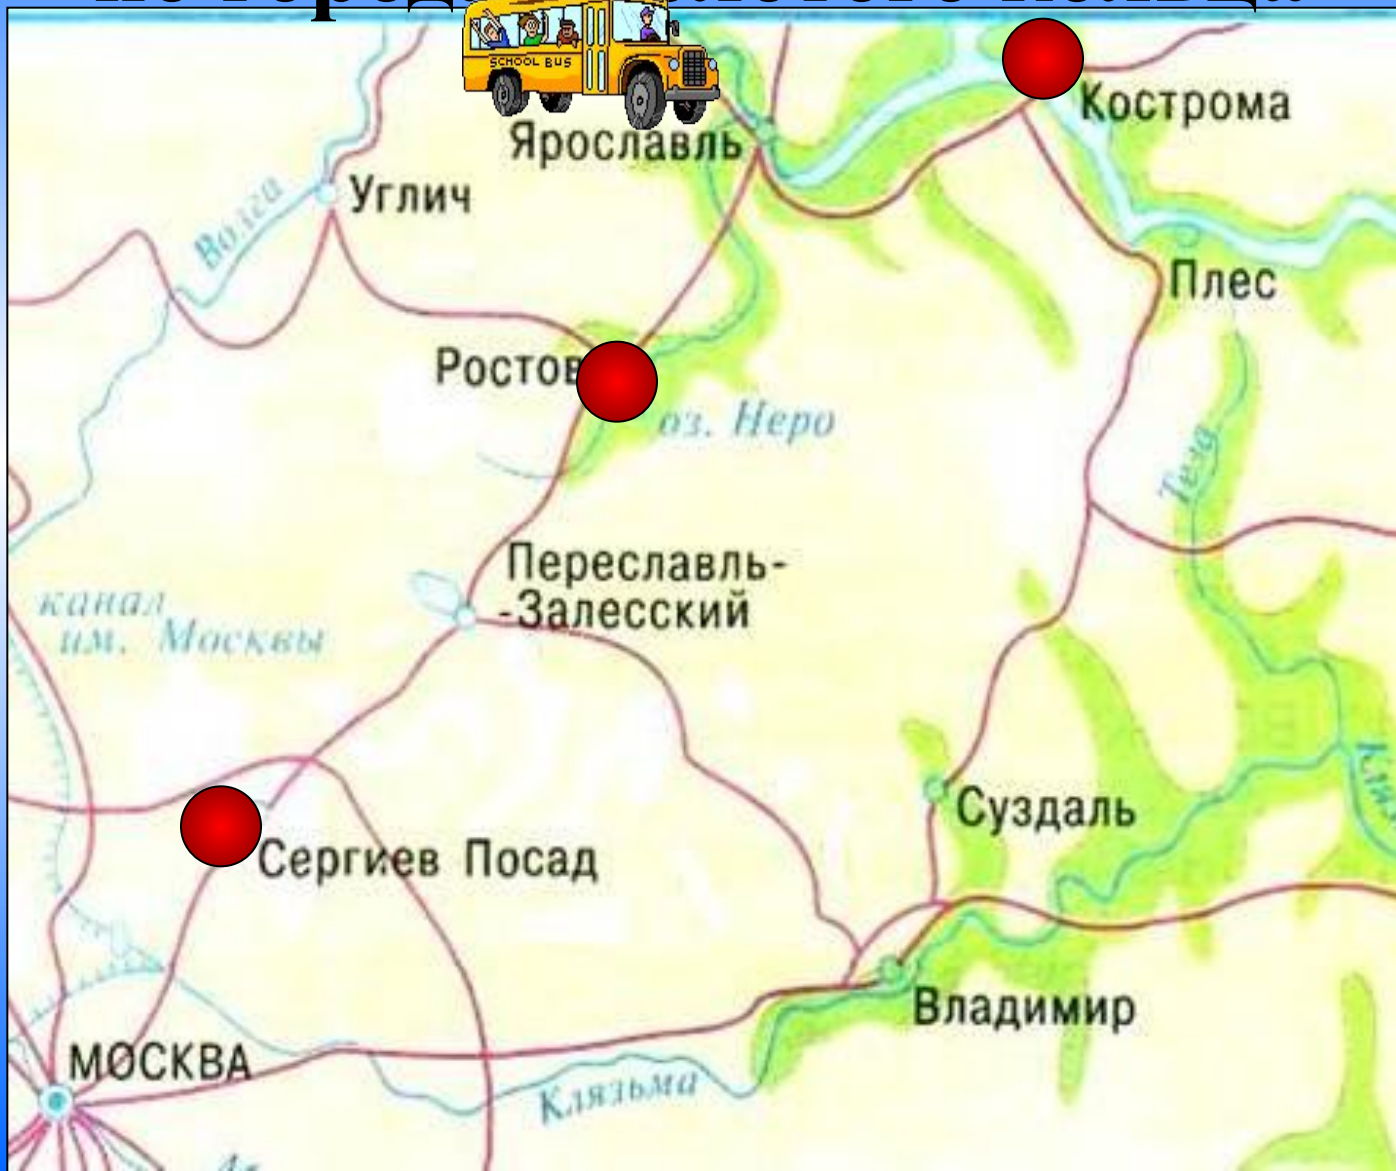 SCHOOL BUS
Кострома
Ярославль
Углич
Волга
Плес
Ростов
оз. Неро
Теза
Переславль-
-Залесский
канал
им. Москвы
Суздаль
Сергиев Посад
Владимир
МОСКВА
Клязьма